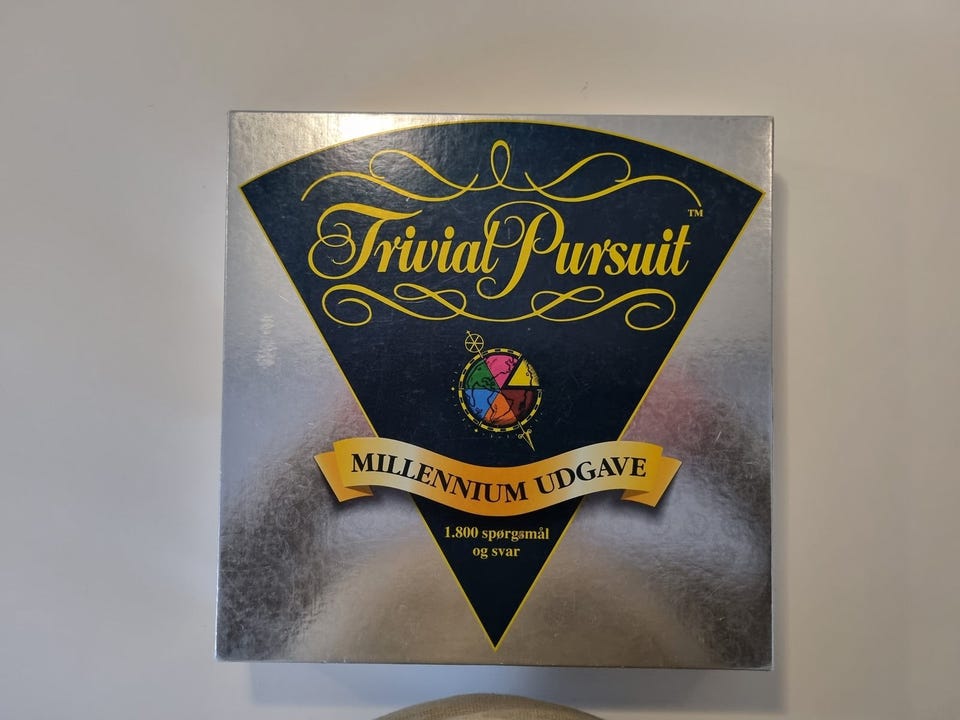 Trivial Pursuit™
MILLENNIUM UDGAVE
1.800 spørgsmål
og svar